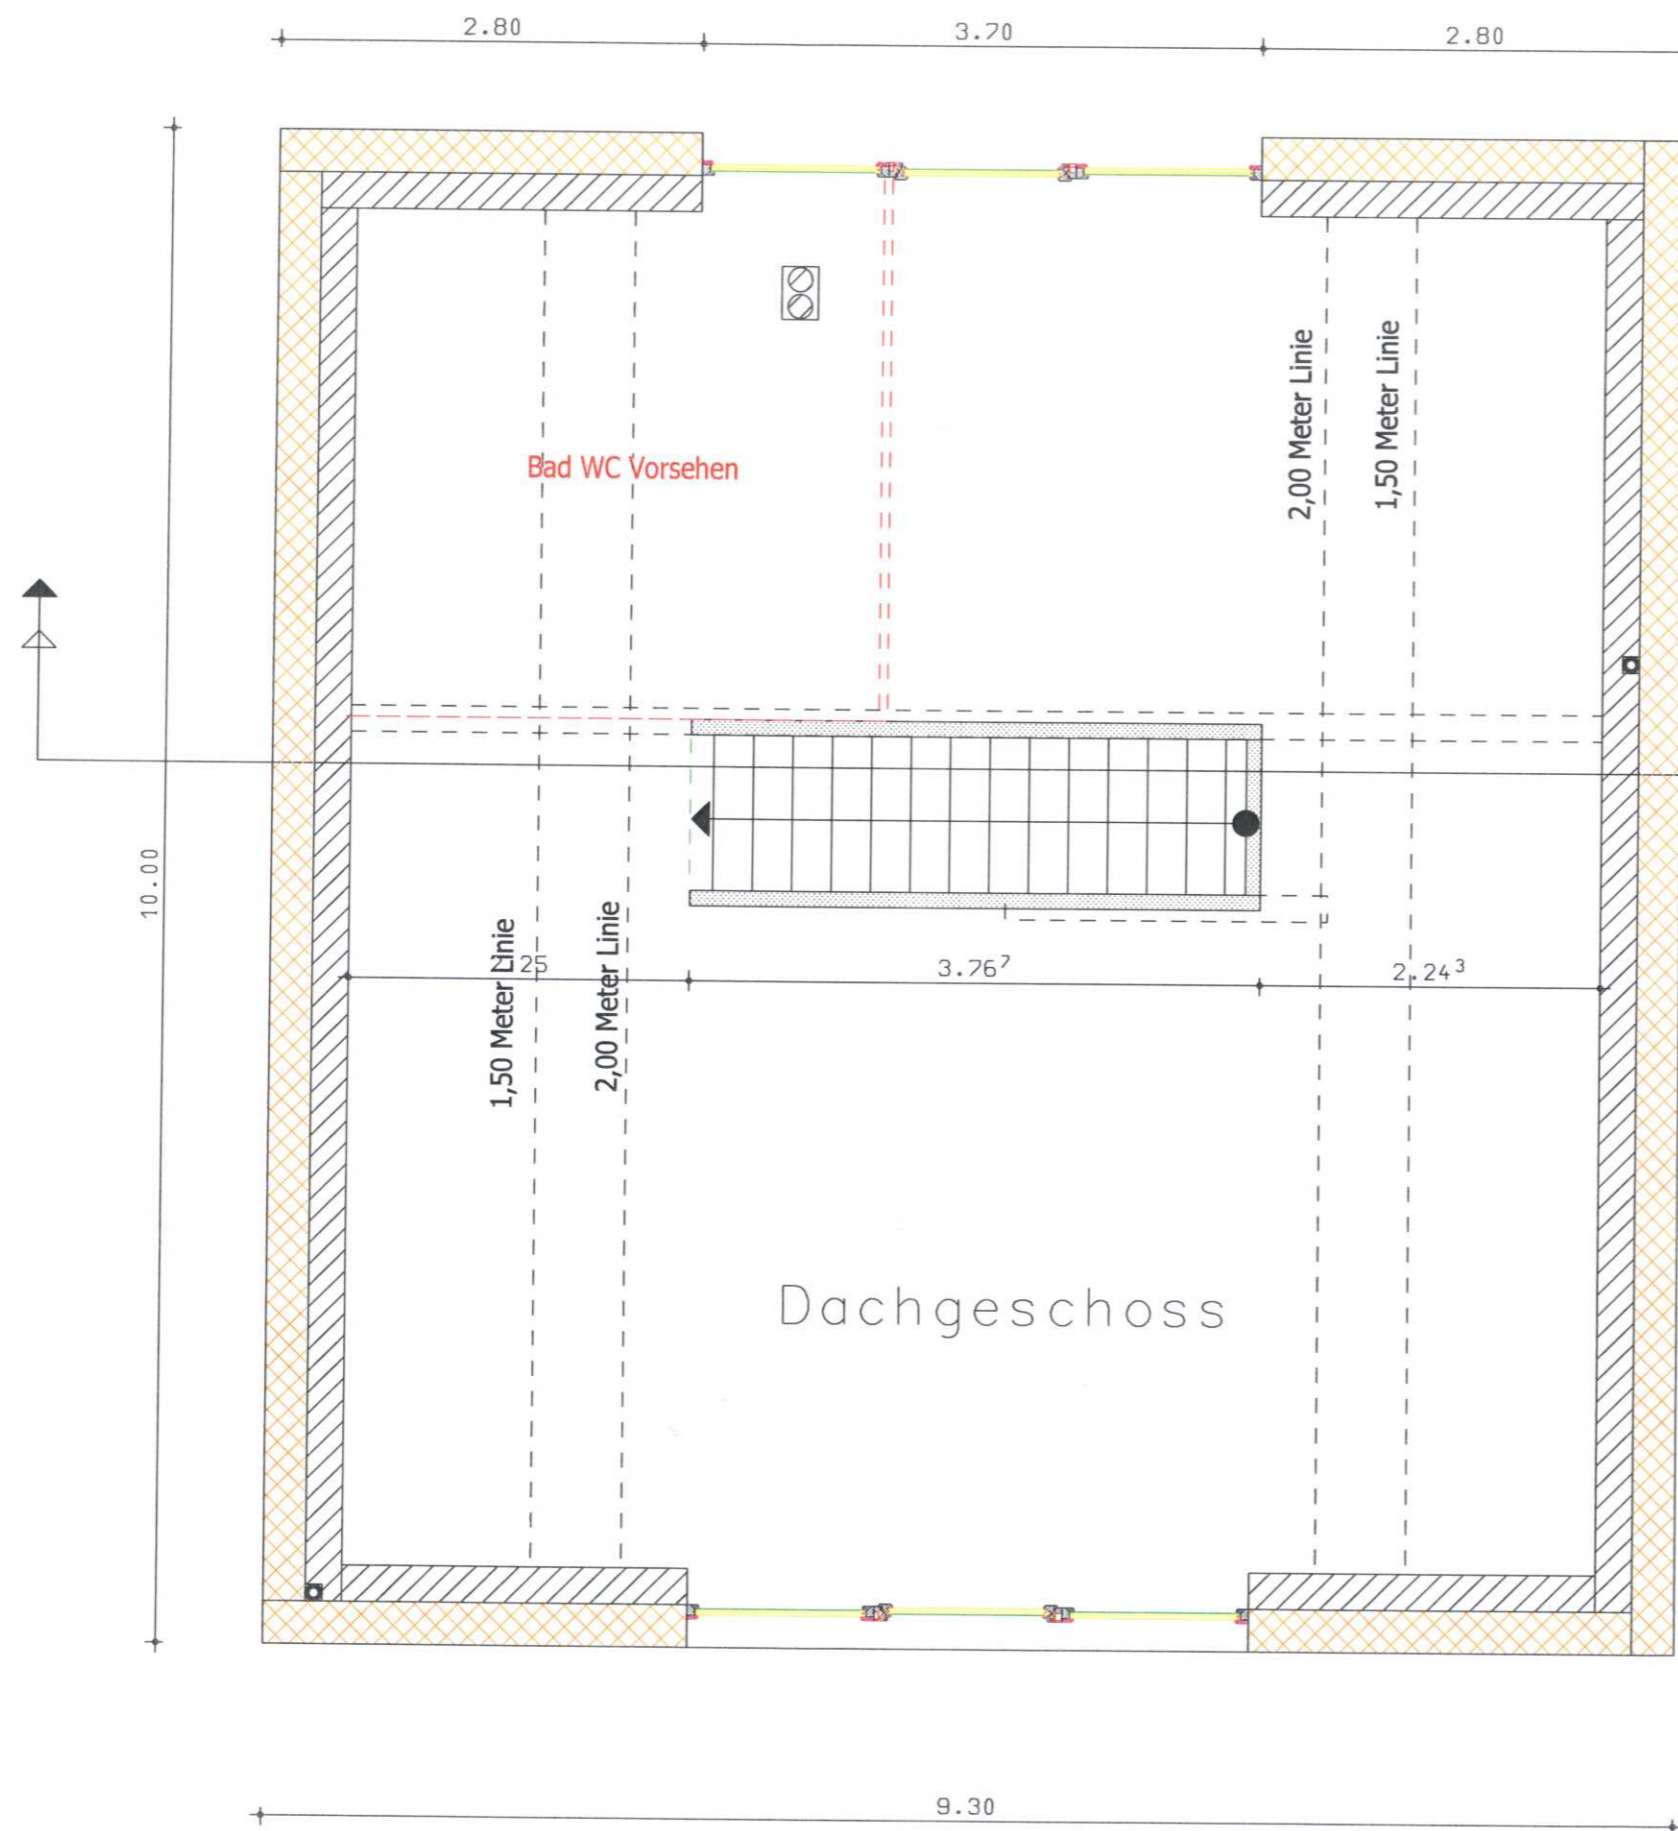 2.80
3.70
2.80
2,00 Meter Linie
1,50 Meter Linie
Bad WC Vorsehen
10.00
1,50 Meter Linie
2,00 Meter Linie
2.25
3.76⁷
2.24³
Dachgeschoss
9.30